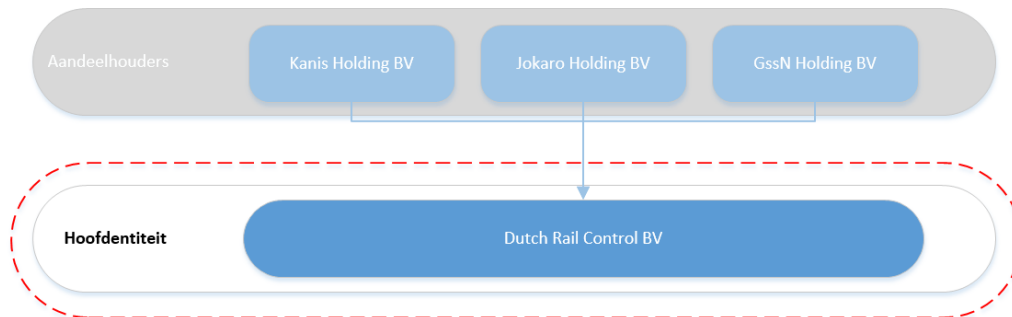 Aandeelhouders
Kanis Holding BV
Jokaro Holding BV
GssN Holding BV
Hoofdentiteit
Dutch Rail Control BV